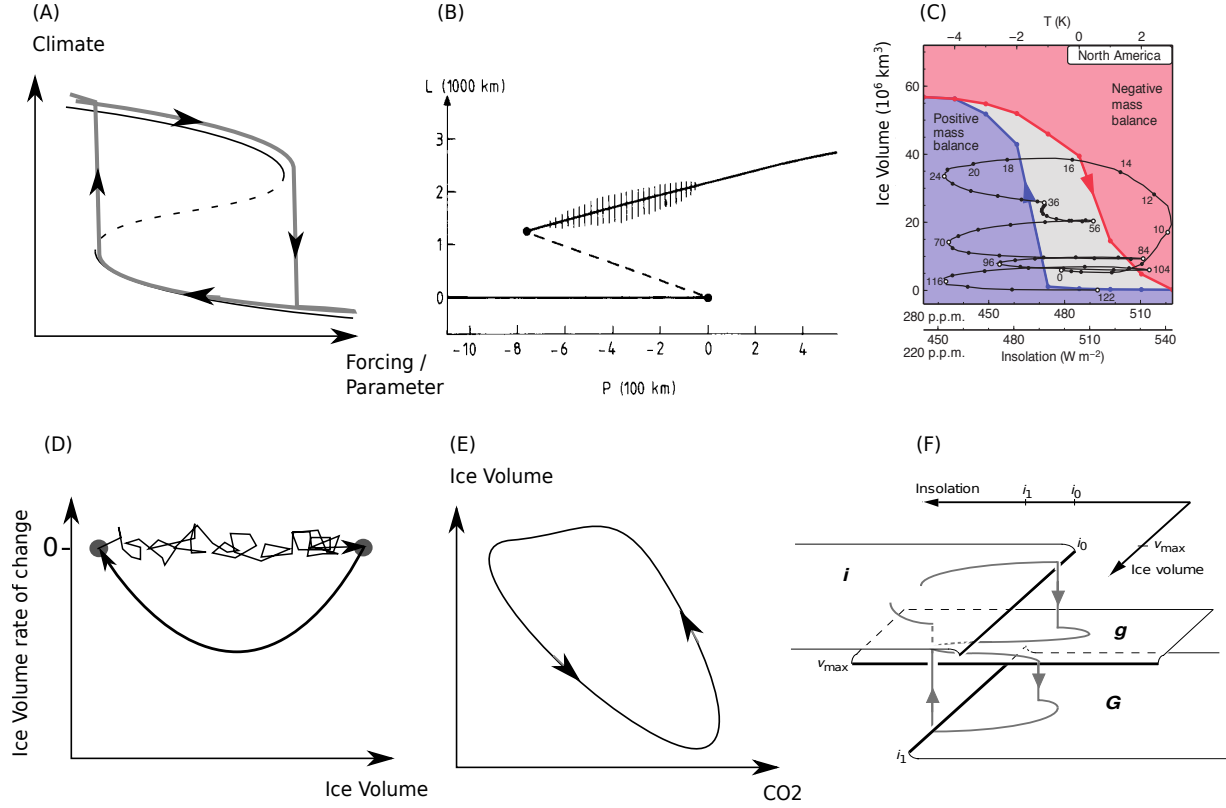 (A)
Climate
Forcing /
Parameter
(B)
L (1000 km)
3
2
1
0
-10 -8 -6 -4 -2 0 2 4
P (100 km)
(C)
T (K)
−4 −2 0 2
North America
Ice Volume (10⁶ km³)
60
40
20
0
Positive
mass
balance
Negative
mass
balance
24
20
18
16
14
12
10
36
56
70
84
96
0
104
116
122
280 p.p.m.
450 480 510
450 480 510 540
220 p.p.m.
Insolation (W m⁻²)
(D)
Ice Volume rate of change
0
Ice Volume
(E)
Ice Volume
CO2
(F)
Insolation
i₁
i₀
vmax
Ice volume
i₀
i
g
vmax
G
i₁